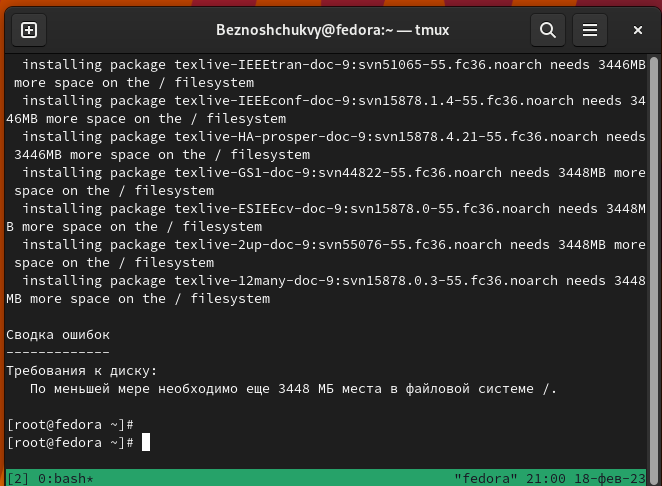 Beznoshchukvy@fedora:~ — tmux
installing package texlive-IEEEtran-doc-9:svn51065-55.fc36.noarch needs 3446MB
more space on the / filesystem
installing package texlive-IEEEconf-doc-9:svn15878.1.4-55.fc36.noarch needs 34
46MB more space on the / filesystem
installing package texlive-HA-prosper-doc-9:svn15878.4.21-55.fc36.noarch needs
3446MB more space on the / filesystem
installing package texlive-GS1-doc-9:svn44822-55.fc36.noarch needs 3448MB more
space on the / filesystem
installing package texlive-ESIEEcv-doc-9:svn15878.0-55.fc36.noarch needs 3448M
B more space on the / filesystem
installing package texlive-2up-doc-9:svn55076-55.fc36.noarch needs 3448MB more
space on the / filesystem
installing package texlive-12many-doc-9:svn15878.0.3-55.fc36.noarch needs 3448
MB more space on the / filesystem
Сводка ошибок
-------------
Требования к диску:
По меньшей мере необходимо еще 3448 МБ места в файловой системе /.
[root@fedora ~]#
[root@fedora ~]#
[2] 0:bash* "fedora" 21:00 18-фев-23